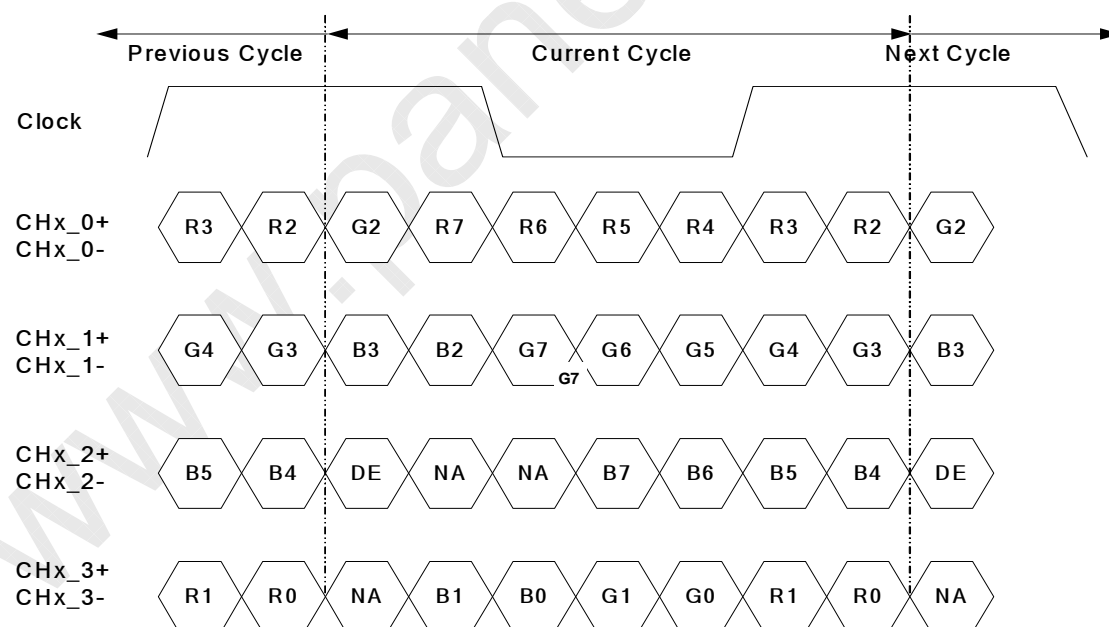 Previous Cycle Current Cycle Next Cycle
Clock
CHx_0+
CHx_0-
R3 R2 G2 R7 R6 R5 R4 R3 R2 G2
CHx_1+
CHx_1-
G4 G3 B3 B2 G7 G6 G5 G4 G3 B3
G7
CHx_2+
CHx_2-
B5 B4 DE NA NA B7 B6 B5 B4 DE
CHx_3+
CHx_3-
R1 R0 NA B1 B0 G1 G0 R1 R0 NA
www.pane